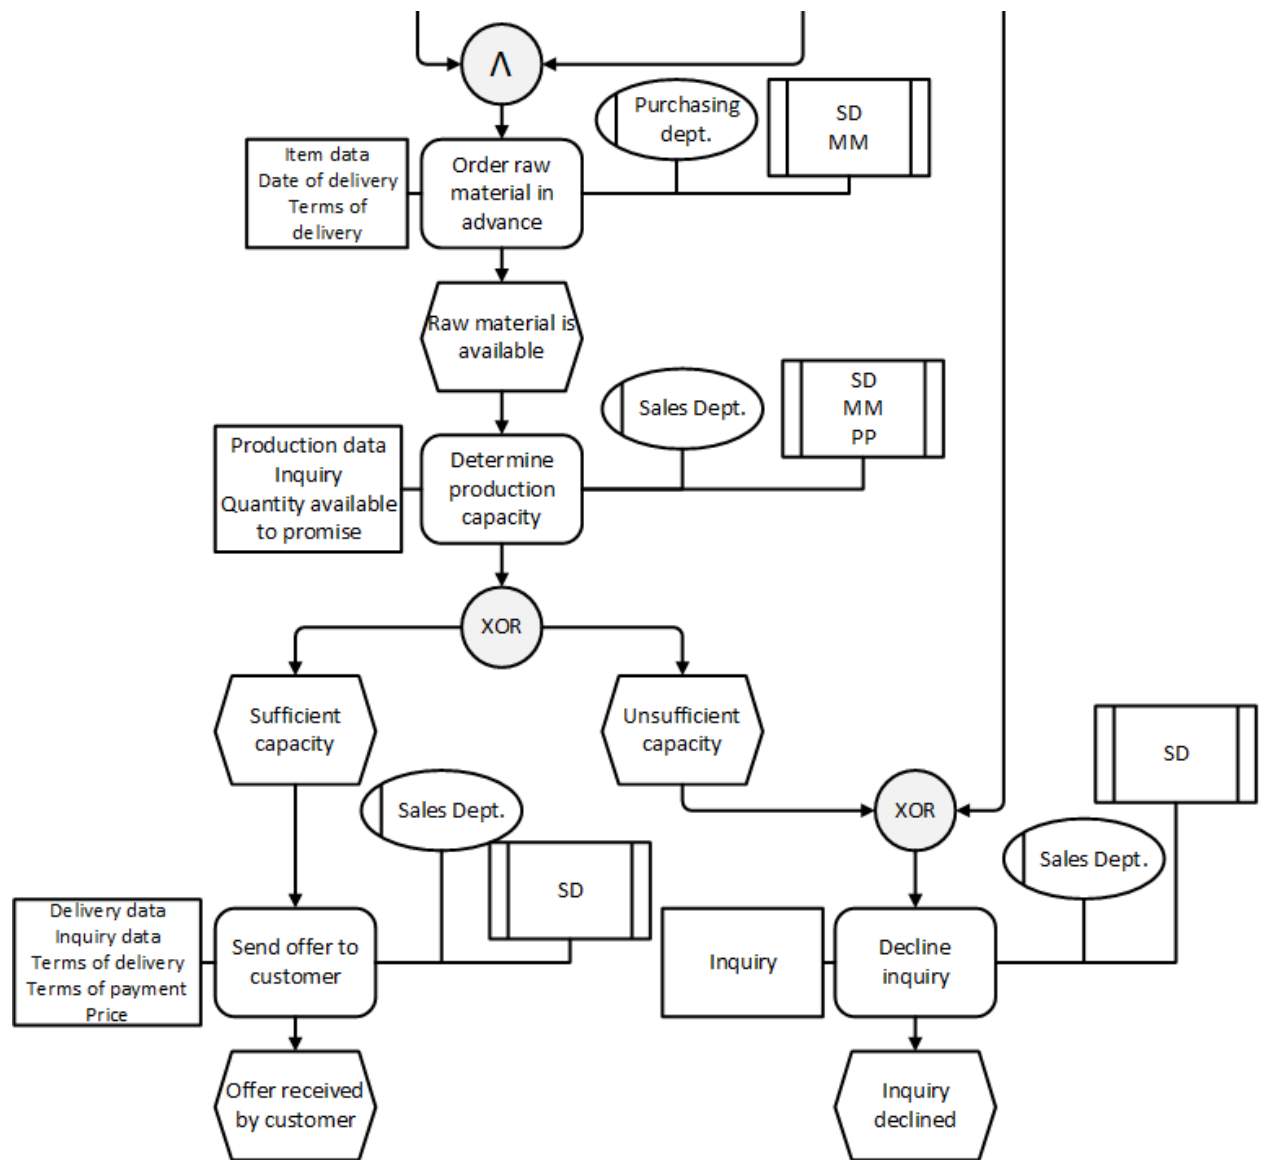 Λ
Purchasing
dept.
SD
MM
Item data
Date of delivery
Terms of
delivery
Order raw
material in
advance
Raw material is
available
Sales Dept.
SD
MM
PP
Production data
Inquiry
Quantity available
to promise
Determine
production
capacity
XOR
Sufficient
capacity
Unsufficient
capacity
SD
Sales Dept.
XOR
Sales Dept.
SD
Delivery data
Inquiry data
Terms of delivery
Terms of payment
Price
Send offer to
customer
Inquiry
Decline
inquiry
Offer received
by customer
Inquiry
declined